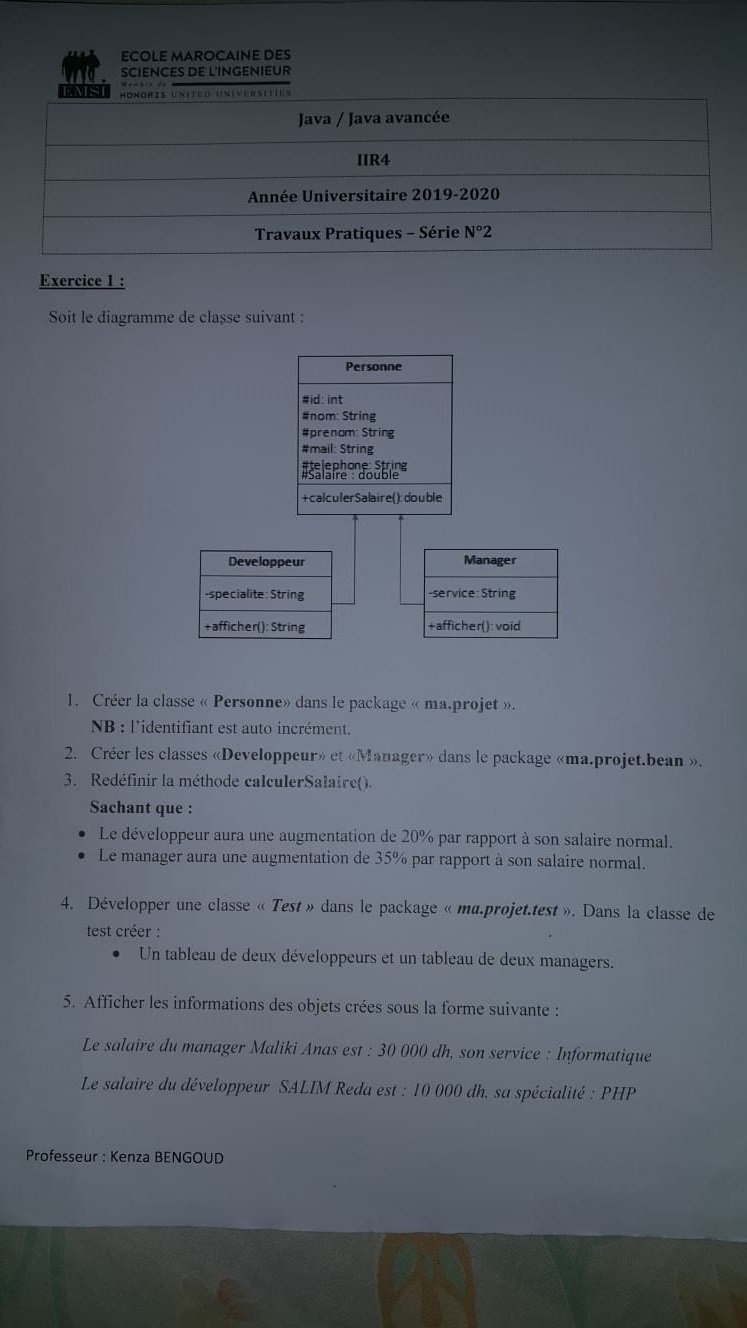 ECOLE MAROCAINE DES
SCIENCES DE L'INGENIEUR
Membre de
EMSI HONORIS UNITED UNIVERSITIES
Java / Java avancée
IIR4
Année Universitaire 2019-2020
Travaux Pratiques – Série N°2
Exercice 1 :
Soit le diagramme de classe suivant :
Personne
#id: int
#nom: String
#prenom: String
#mail: String
#telephone: String
#Salaire : double
+calculerSalaire():double
Developpeur
-specialite: String
+afficher(): String
Manager
-service: String
+afficher(): void
1. Créer la classe « Personne» dans le package « ma.projet ».
NB : l'identifiant est auto incrément.
2. Créer les classes «Developpeur» et «Manager» dans le package «ma.projet.bean ».
3. Redéfinir la méthode calculerSalaire().
Sachant que :
• Le développeur aura une augmentation de 20% par rapport à son salaire normal.
• Le manager aura une augmentation de 35% par rapport à son salaire normal.
4. Développer une classe « Test » dans le package « ma.projet.test ». Dans la classe de
test créer :
• Un tableau de deux développeurs et un tableau de deux managers.
5. Afficher les informations des objets crées sous la forme suivante :
Le salaire du manager Maliki Anas est : 30 000 dh, son service : Informatique
Le salaire du développeur SALIM Reda est : 10 000 dh, sa spécialité : PHP
Professeur : Kenza BENGOUD